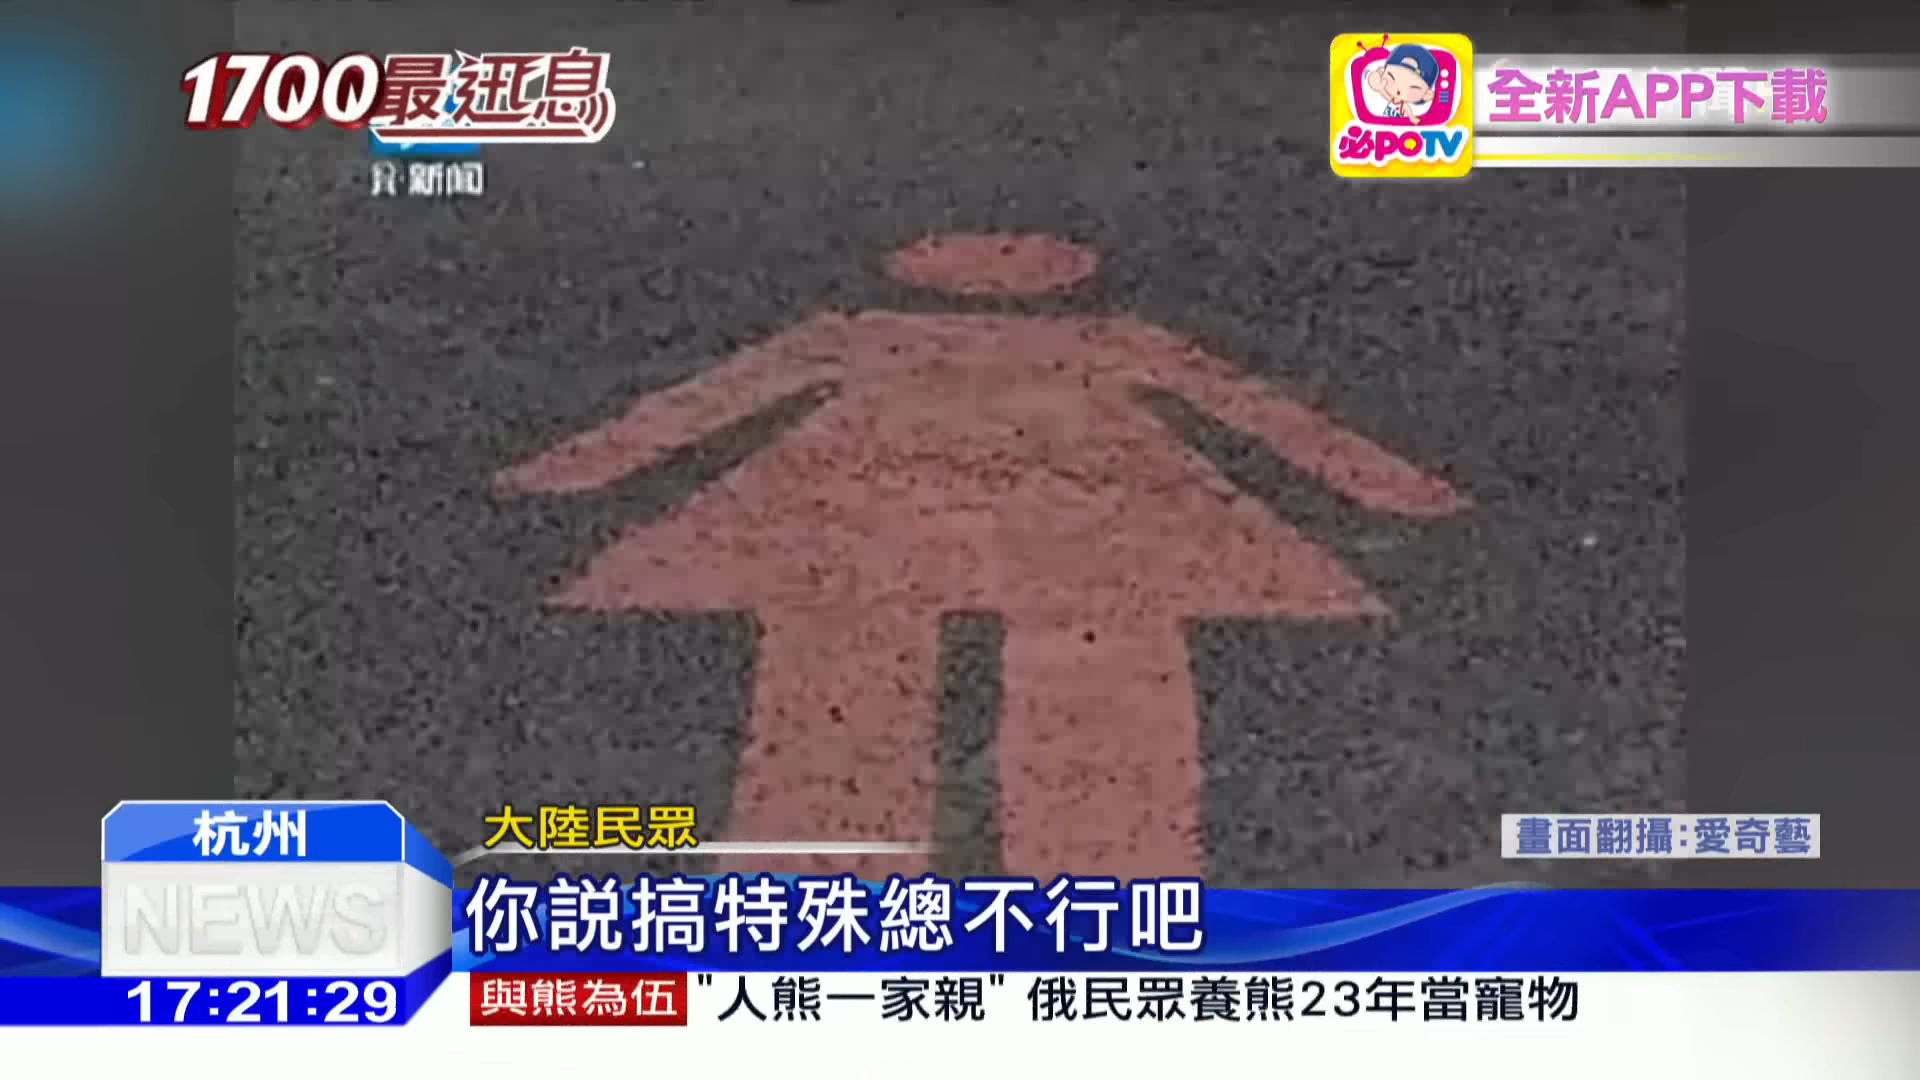 1700最迅息
全新APP下載
必POTV
新闻
杭州
大陸民眾
畫面翻攝:愛奇藝
NEWS
你説搞特殊總不行吧
17:21:29
與熊為伍
"人熊一家親" 俄民眾養熊23年當寵物